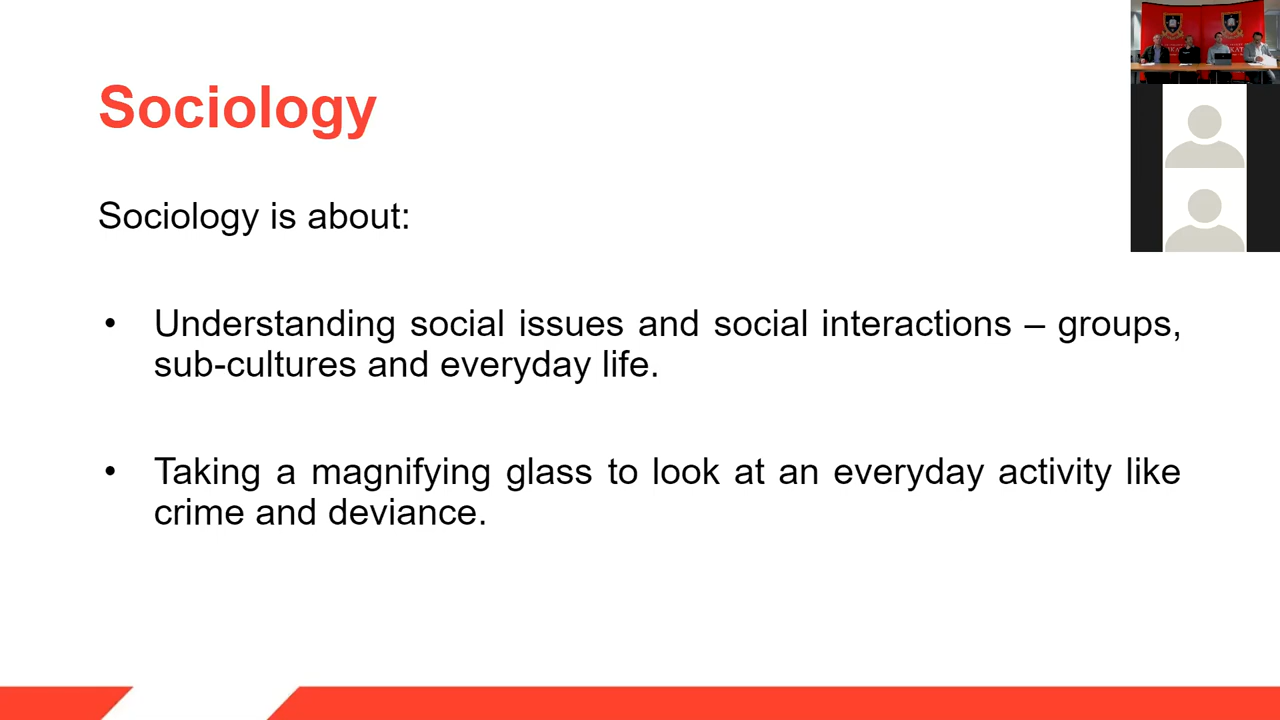 Sociology
Sociology is about:
• Understanding social issues and social interactions – groups,
sub-cultures and everyday life.
• Taking a magnifying glass to look at an everyday activity like
crime and deviance.